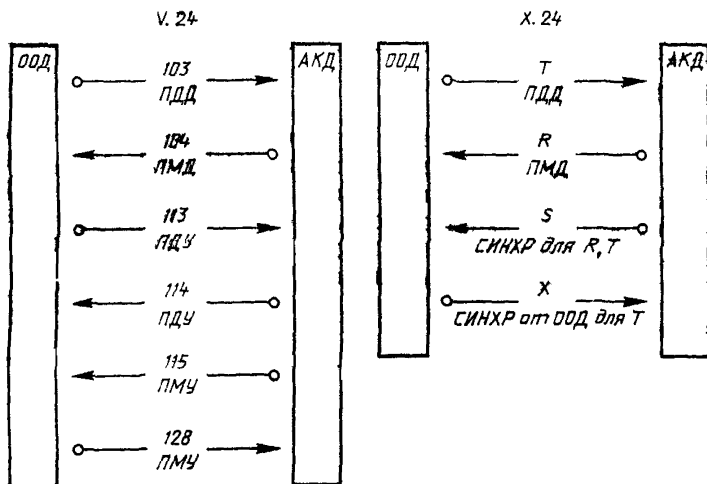 V. 24
ООД
АКД
103
ПДД
104
ПМД
113
ПДУ
114
ПДУ
115
ПМУ
128
ПМУ
X. 24
ООД
АКД
T
ПДД
R
ПМД
S
СИНХР для R, T
X
СИНХР от ООД для T